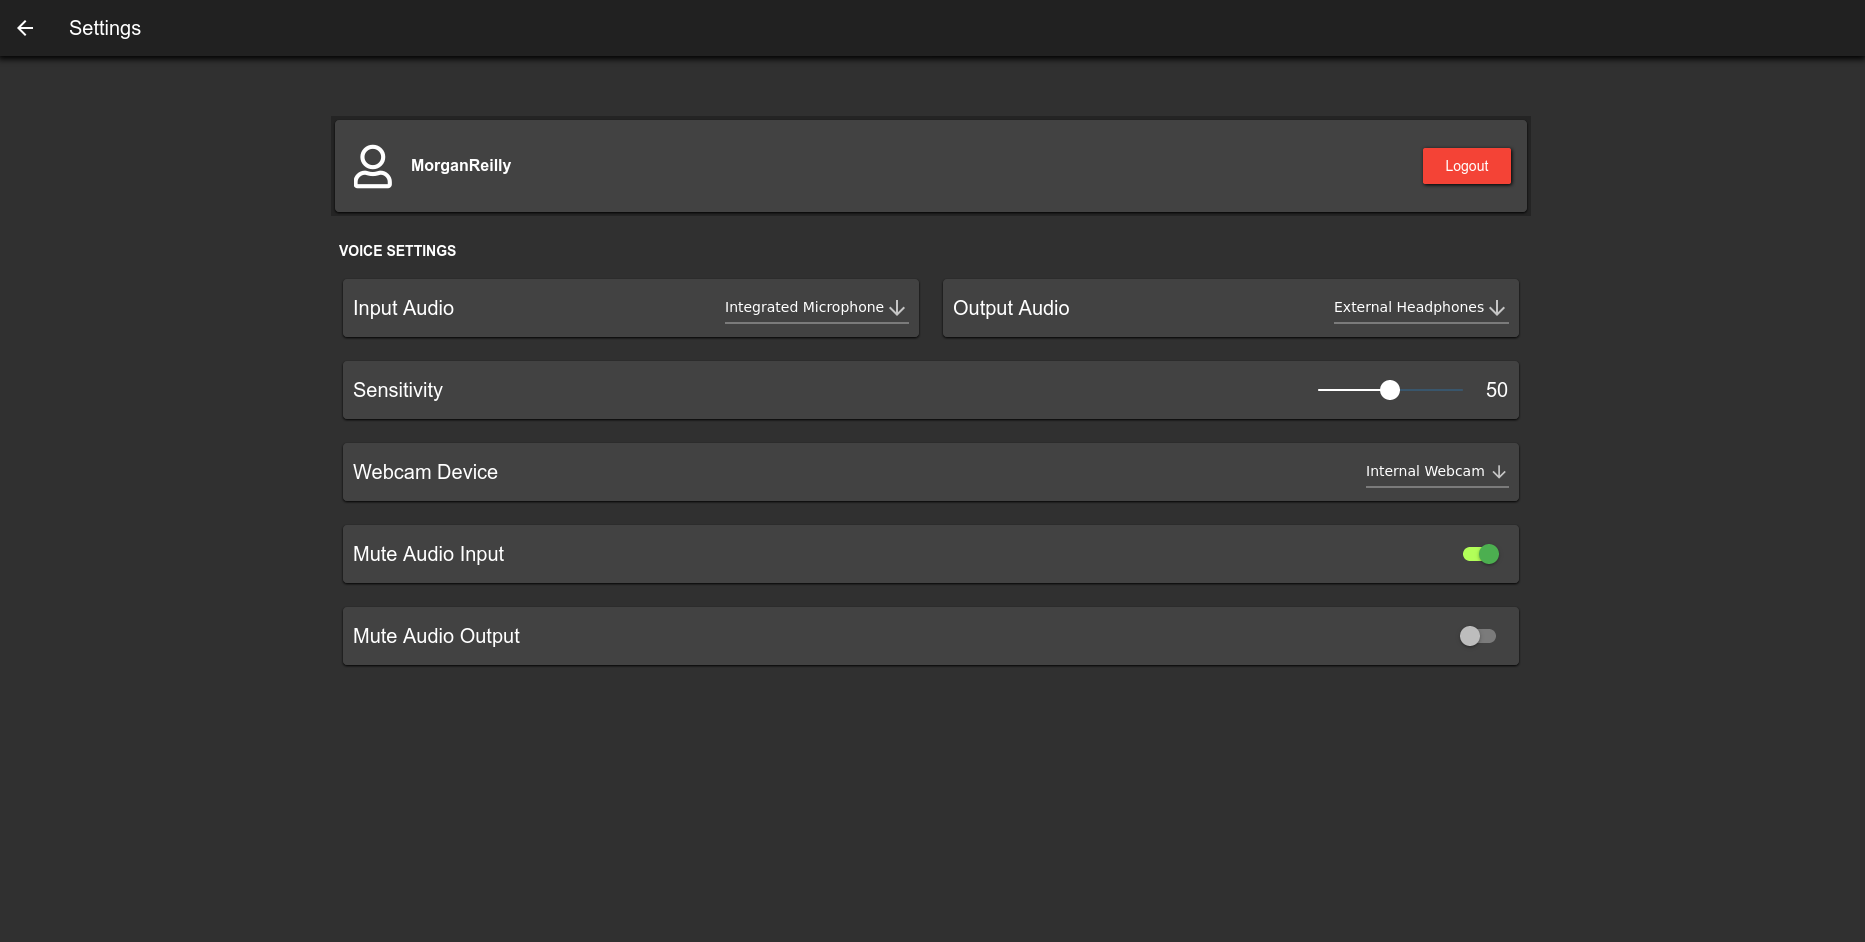 Settings
MorganReilly
Logout
VOICE SETTINGS
Input Audio
Integrated Microphone
Output Audio
External Headphones
Sensitivity
50
Webcam Device
Internal Webcam
Mute Audio Input
Mute Audio Output